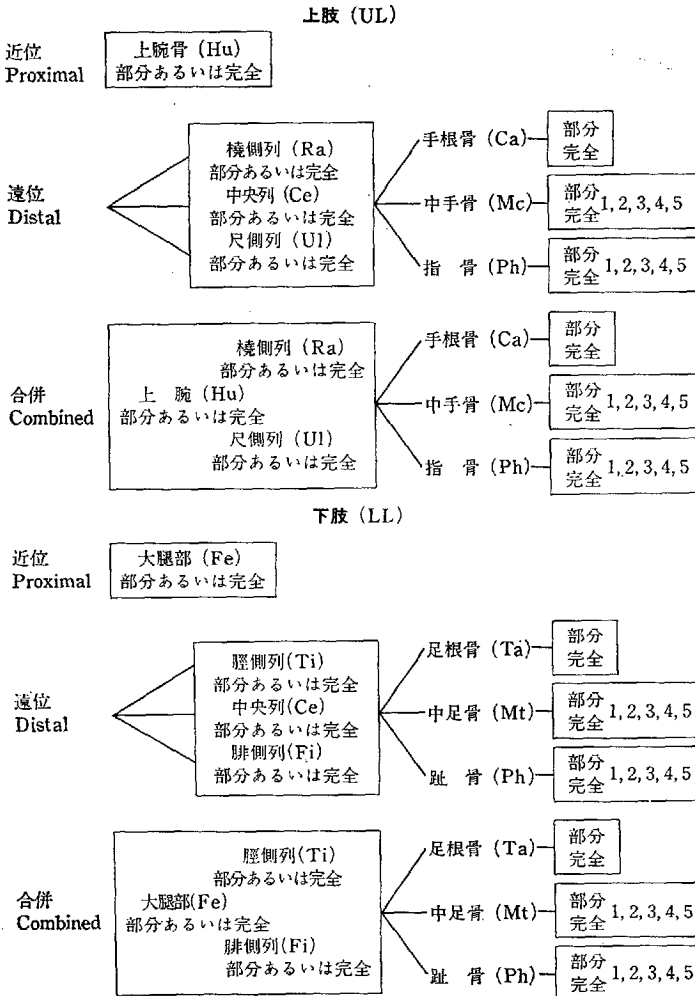 上肢 (UL)
近位
Proximal
上腕骨 (Hu)
部分あるいは完全
遠位
Distal
橈側列 (Ra)
部分あるいは完全
中央列 (Ce)
部分あるいは完全
尺側列 (Ul)
部分あるいは完全
手根骨 (Ca)
部分
完全
中手骨 (Mc)
部分
完全 1, 2, 3, 4, 5
指 骨 (Ph)
部分
完全 1, 2, 3, 4, 5
合併
Combined
橈側列 (Ra)
部分あるいは完全
上 腕 (Hu)
部分あるいは完全
尺側列 (Ul)
部分あるいは完全
手根骨 (Ca)
部分
完全
中手骨 (Mc)
部分
完全 1, 2, 3, 4, 5
指 骨 (Ph)
部分
完全 1, 2, 3, 4, 5
下肢 (LL)
近位
Proximal
大腿部 (Fe)
部分あるいは完全
遠位
Distal
脛側列(Ti)
部分あるいは完全
中央列(Ce)
部分あるいは完全
腓側列(Fi)
部分あるいは完全
足根骨 (Ta)
部分
完全
中足骨 (Mt)
部分
完全 1, 2, 3, 4, 5
趾 骨 (Ph)
部分
完全 1, 2, 3, 4, 5
合併
Combined
脛側列(Ti)
部分あるいは完全
大腿部(Fe)
部分あるいは完全
腓側列(Fi)
部分あるいは完全
足根骨 (Ta)
部分
完全
中足骨 (Mt)
部分
完全 1, 2, 3, 4, 5
趾 骨 (Ph)
部分
完全 1, 2, 3, 4, 5